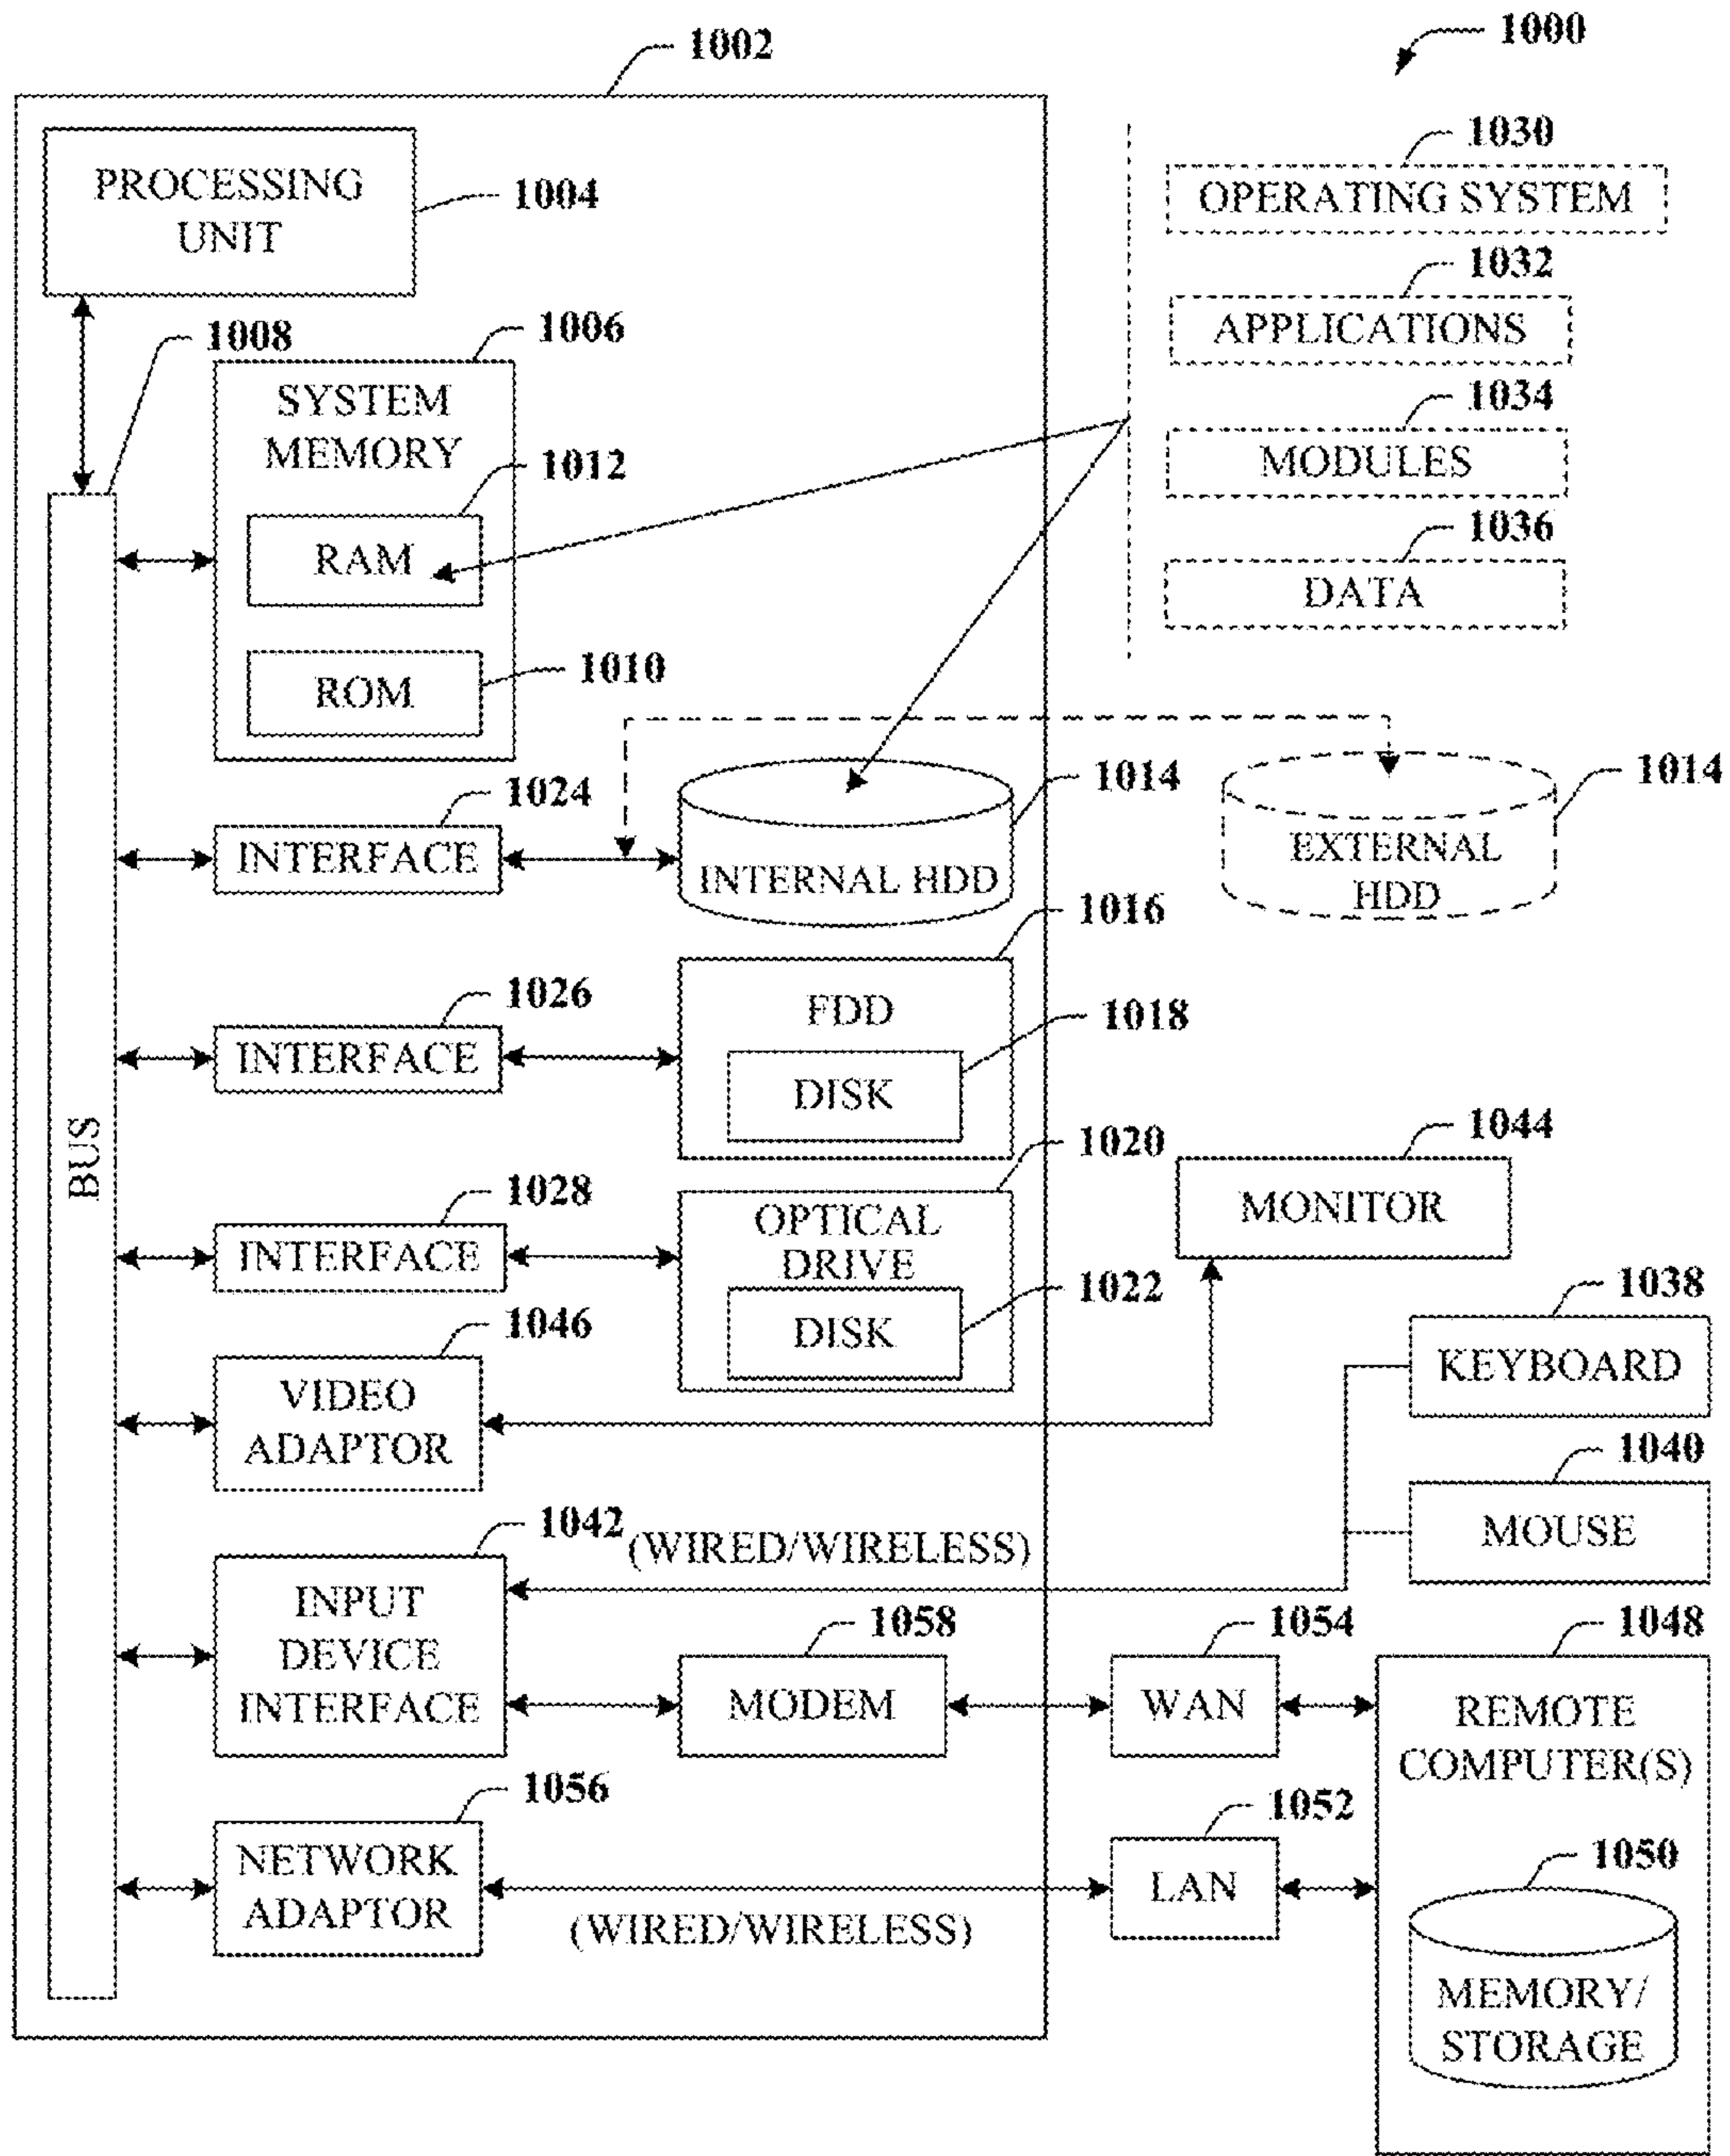 1002
1000
PROCESSING
UNIT
1004
1030
OPERATING SYSTEM
1032
APPLICATIONS
1034
MODULES
1036
DATA
1008
1006
SYSTEM
MEMORY
1012
RAM
1010
ROM
1024
INTERFACE
1014
INTERNAL HDD
1014
EXTERNAL
HDD
1026
INTERFACE
1016
FDD
1018
DISK
BUS
1028
INTERFACE
1020
OPTICAL
DRIVE
1022
DISK
1044
MONITOR
1046
VIDEO
ADAPTOR
1038
KEYBOARD
1040
MOUSE
1042
(WIRED/WIRELESS)
INPUT
DEVICE
INTERFACE
1058
MODEM
1054
WAN
1048
REMOTE
COMPUTER(S)
1056
NETWORK
ADAPTOR
(WIRED/WIRELESS)
1052
LAN
1050
MEMORY/
STORAGE